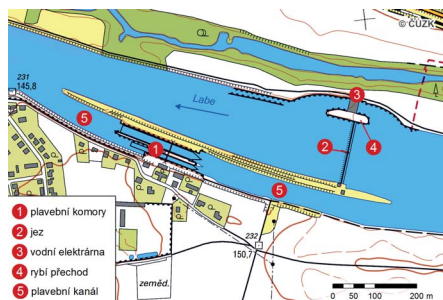 © ČÚZK
231
145,8
Labe
3
5
1
2
4
5
1 plavební komory
2 jez
3 vodní elektrárna
4 rybí přechod
5 plavební kanál
232
150,7
zeměd.
0 100 200 m